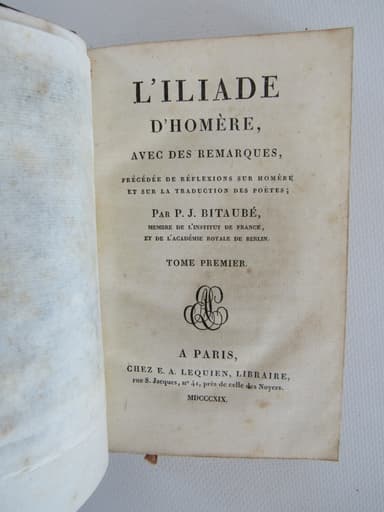 L'ILIADE
D'HOMÈRE,
AVEC DES REMARQUES,
PRÉCÉDÉE DE RÉFLEXIONS SUR HOMÈRE
ET SUR LA TRADUCTION DES POÈTES;
PAR P. J. BITAUBÉ,
MEMBRE DE L'INSTITUT DE FRANCE,
ET DE L'ACADÉMIE ROYALE DE BERLIN.
TOME PREMIER.
A PARIS,
CHEZ E. A. LEQUIEN, LIBRAIRE,
rue S. Jacques, nº 41, près de celle des Noyers.
MDCCCXIX.